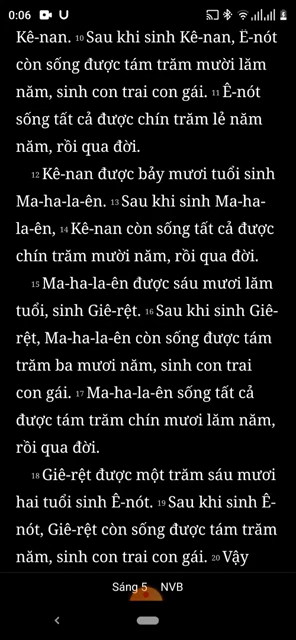 0:06
Kê-nan. 10 Sau khi sinh Kê-nan, Ê-nót
còn sống được tám trăm mười lăm
năm, sinh con trai con gái. 11 Ê-nót
sống tất cả được chín trăm lẻ năm
năm, rồi qua đời.
12 Kê-nan được bảy mươi tuổi sinh
Ma-ha-la-ên. 13 Sau khi sinh Ma-ha-
la-ên, 14 Kê-nan còn sống tất cả được
chín trăm mười năm, rồi qua đời.
15 Ma-ha-la-ên được sáu mươi lăm
tuổi, sinh Giê-rệt. 16 Sau khi sinh Giê-
rệt, Ma-ha-la-ên còn sống được tám
trăm ba mươi năm, sinh con trai
con gái. 17 Ma-ha-la-ên sống tất cả
được tám trăm chín mươi lăm năm,
rồi qua đời.
18 Giê-rệt được một trăm sáu mươi
hai tuổi sinh Ê-nót. 19 Sau khi sinh Ê-
nót, Giê-rệt còn sống được tám trăm
năm, sinh con trai con gái. 20 Vậy
Sáng 5 NVB